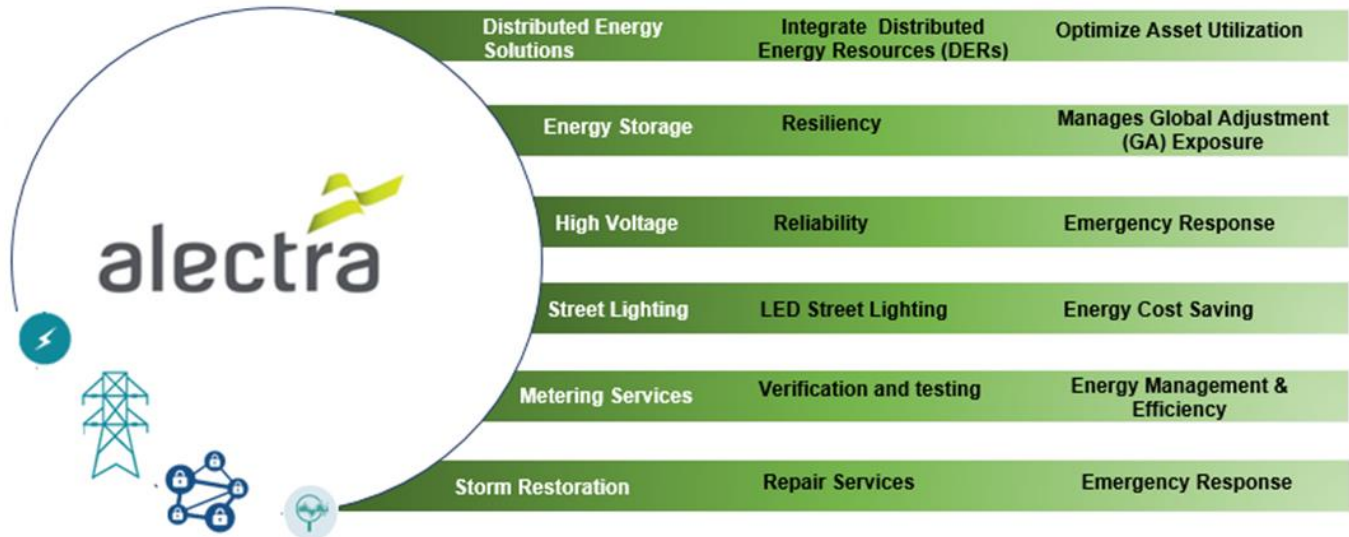 Distributed Energy
Solutions
Integrate Distributed
Energy Resources (DERs)
Optimize Asset Utilization
Energy Storage
Resiliency
Manages Global Adjustment
(GA) Exposure
alectra
High Voltage
Reliability
Emergency Response
Street Lighting
LED Street Lighting
Energy Cost Saving
Metering Services
Verification and testing
Energy Management &
Efficiency
Storm Restoration
Repair Services
Emergency Response